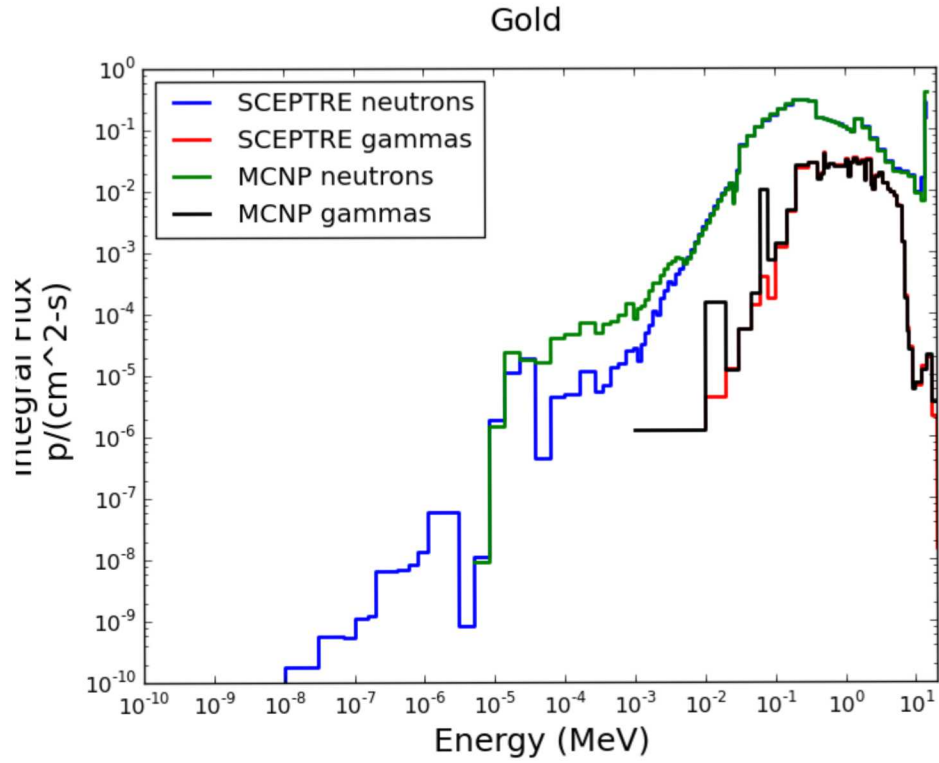 Gold
SCEPTRE neutrons
SCEPTRE gammas
MCNP neutrons
MCNP gammas
Integral Flux
p/(cm^2-s)
10^0
10^-1
10^-2
10^-3
10^-4
10^-5
10^-6
10^-7
10^-8
10^-9
10^-10
10^-10 10^-9 10^-8 10^-7 10^-6 10^-5 10^-4 10^-3 10^-2 10^-1 10^0 10^1
Energy (MeV)